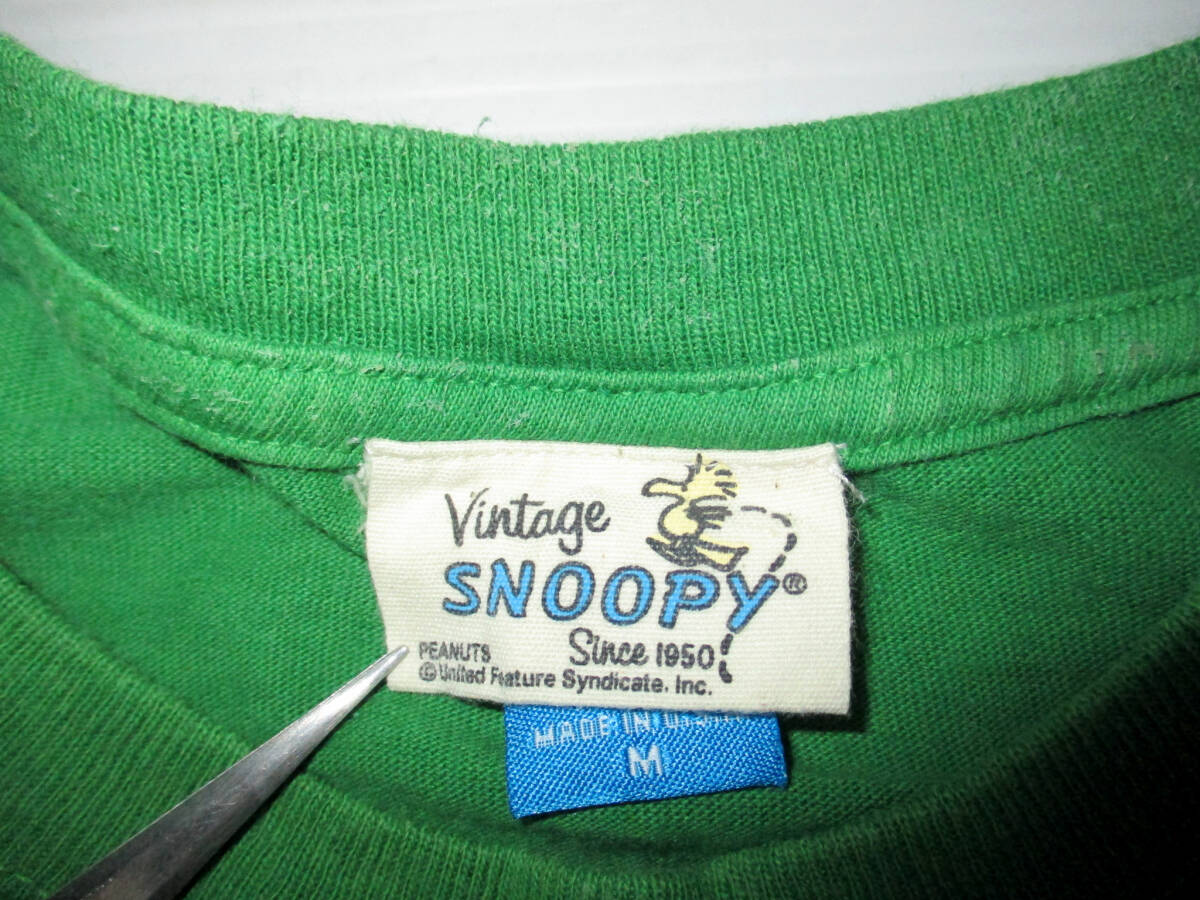 Vintage
SNOOPY®
Since 1950
PEANUTS
© United Feature Syndicate, Inc.
MADE IN
M